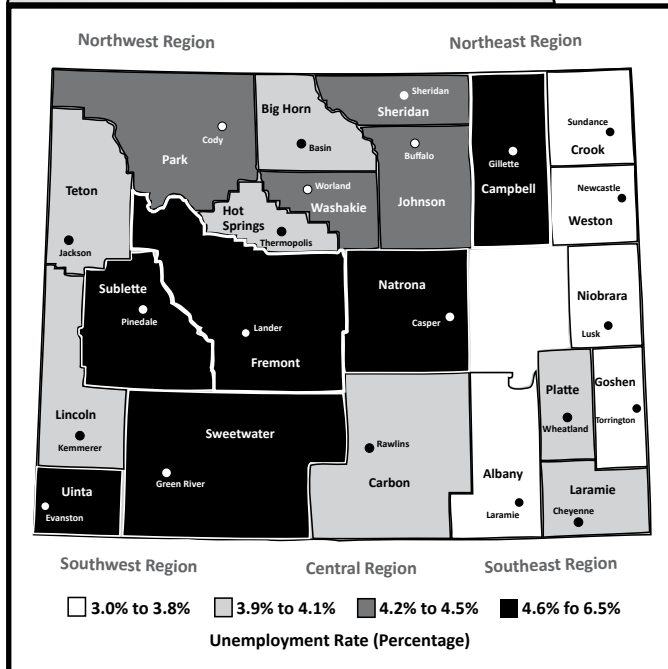 Northwest Region
Northeast Region
Sheridan
Sheridan
Big Horn
Basin
Cody
Park
Buffalo
Johnson
Gillette
Campbell
Sundance
Crook
Newcastle
Weston
Teton
Jackson
Worland
Washakie
Hot
Springs
Thermopolis
Sublette
Pinedale
Lander
Fremont
Natrona
Casper
Niobrara
Lusk
Lincoln
Kemmerer
Sweetwater
Green River
Rawlins
Carbon
Platte
Wheatland
Goshen
Torrington
Albany
Laramie
Laramie
Cheyenne
Uinta
Evanston
Southwest Region
Central Region
Southeast Region
3.0% to 3.8%
3.9% to 4.1%
4.2% to 4.5%
4.6% fo 6.5%
Unemployment Rate (Percentage)